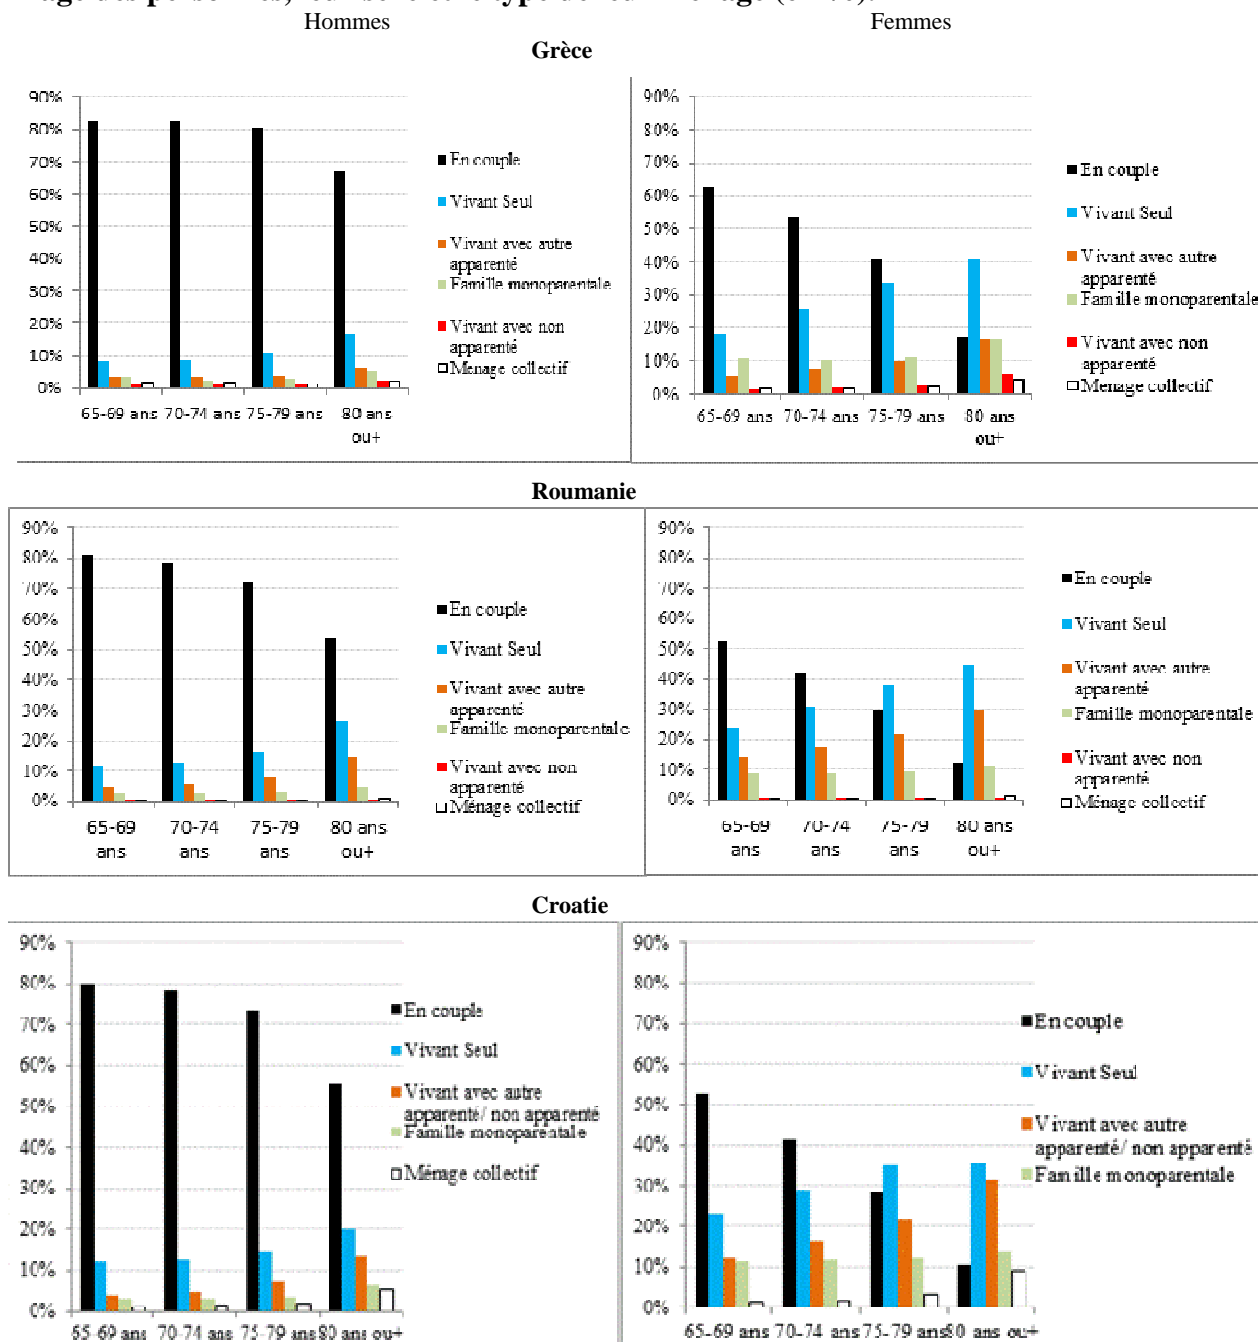 Hommes Femmes
Grèce
90%
80%
70%
60%
50%
40%
30%
20%
10%
0%
65-69 ans 70-74 ans 75-79 ans 80 ans
ou+
En couple
Vivant Seul
Vivant avec autre
apparenté
Famille monoparentale
Vivant avec non
apparenté
Ménage collectif
90%
80%
70%
60%
50%
40%
30%
20%
10%
0%
65-69 ans 70-74 ans 75-79 ans 80 ans
ou+
En couple
Vivant Seul
Vivant avec autre
apparenté
Famille monoparentale
Vivant avec non
apparenté
Ménage collectif
Roumanie
90%
80%
70%
60%
50%
40%
30%
20%
10%
0%
65-69 70-74 75-79 80 ans
ans ans ans ou+
En couple
Vivant Seul
Vivant avec autre
apparenté
Famille monoparentale
Vivant avec non
apparenté
Ménage collectif
90%
80%
70%
60%
50%
40%
30%
20%
10%
0%
65-69 70-74 75-79 80 ans
ans ans ans ou+
En couple
Vivant Seul
Vivant avec autre
apparenté
Famille monoparentale
Vivant avec non
apparenté
Ménage collectif
Croatie
90%
80%
70%
60%
50%
40%
30%
20%
10%
0%
65-69 ans 70-74 ans 75-79 ans 80 ans ou+
En couple
Vivant Seul
Vivant avec autre
apparenté/ non apparenté
Famille monoparentale
Ménage collectif
90%
80%
70%
60%
50%
40%
30%
20%
10%
0%
65-69 ans 70-74 ans 75-79 ans 80 ans ou+
En couple
Vivant Seul
Vivant avec autre
apparenté/ non apparenté
Famille monoparentale